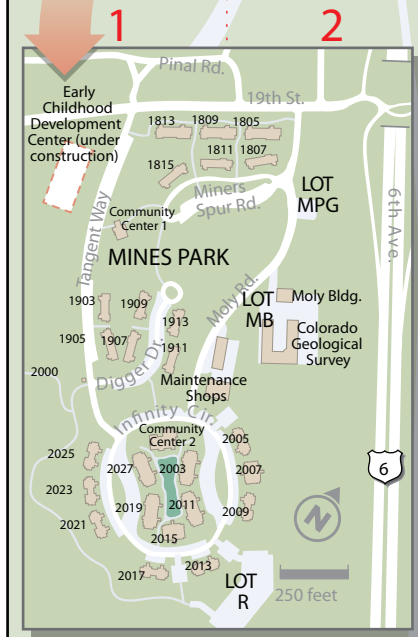 1
2
Pinal Rd.
19th St.
Early
Childhood
Development
Center (under
construction)
1813
1809
1805
1811
1807
1815
Miners
Spur Rd.
LOT
MPG
Tangent Way
Community
Center 1
6th Ave.
MINES PARK
Moly Rd.
1903
1909
LOT
MB
Moly Bldg.
1913
Colorado
Geological
Survey
1905
1907
1911
Digger Dr.
2000
Maintenance
Shops
Infinity Cir.
Community
Center 2
2005
2025
2027
2003
2007
6
2023
2019
2011
2009
2021
2015
N
2017
2013
LOT
R
250 feet